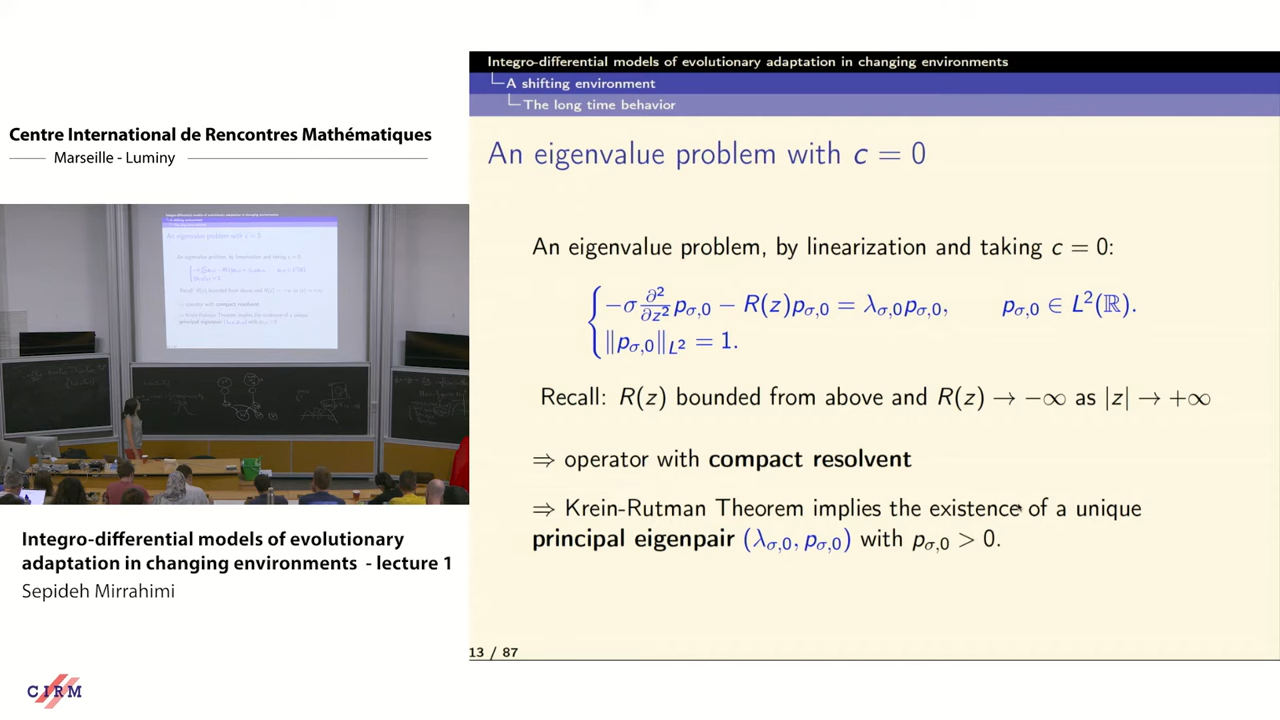 Centre International de Rencontres Mathématiques
Marseille - Luminy
Integro-differential models of evolutionary
adaptation in changing environments - lecture 1
Sepideh Mirrahimi
CIRM
Integro-differential models of evolutionary adaptation in changing environments
A shifting environment
The long time behavior
An eigenvalue problem with c = 0
An eigenvalue problem, by linearization and taking c = 0:
{ −σ ∂²/∂z² p_{σ,0} − R(z)p_{σ,0} = λ_{σ,0}p_{σ,0}, p_{σ,0} ∈ L²(ℝ).
‖p_{σ,0}‖_{L²} = 1.
Recall: R(z) bounded from above and R(z) → −∞ as |z| → +∞
⇒ operator with compact resolvent
⇒ Krein-Rutman Theorem implies the existence of a unique
principal eigenpair (λ_{σ,0}, p_{σ,0}) with p_{σ,0} > 0.
13 / 87